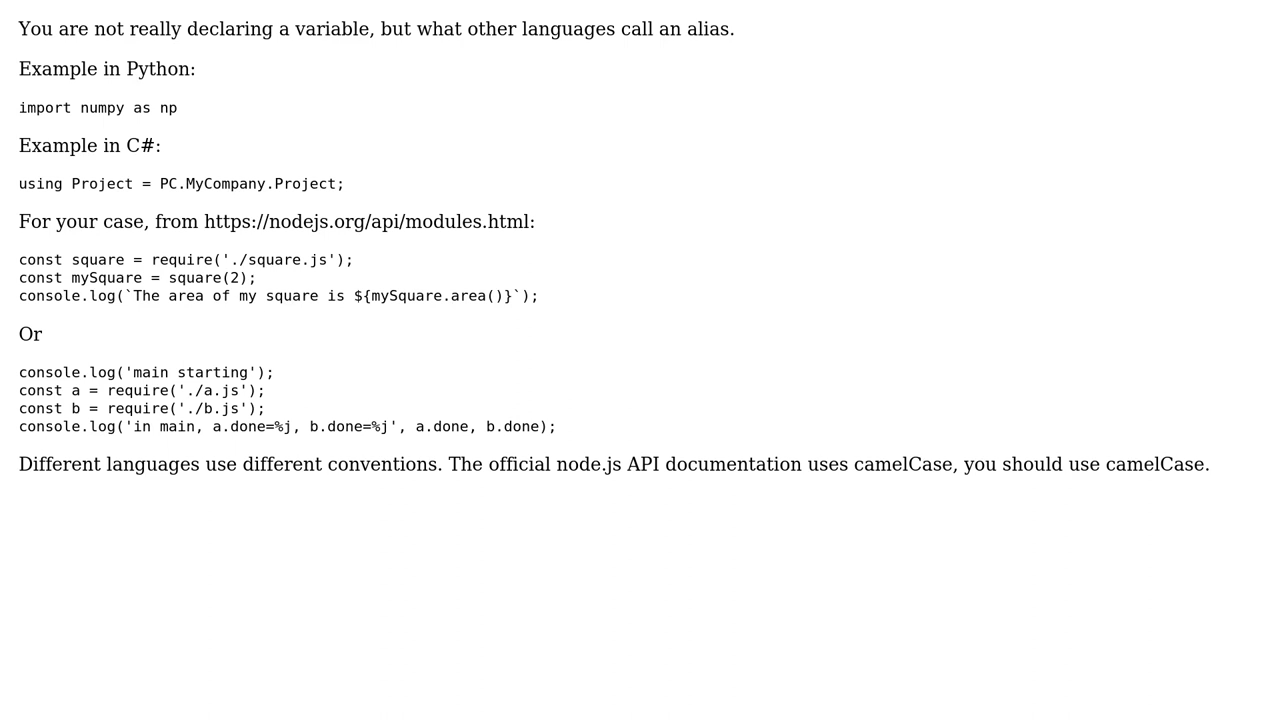 You are not really declaring a variable, but what other languages call an alias.
Example in Python:
import numpy as np
Example in C#:
using Project = PC.MyCompany.Project;
For your case, from https://nodejs.org/api/modules.html:
const square = require('./square.js');
const mySquare = square(2);
console.log(`The area of my square is ${mySquare.area()}`);
Or
console.log('main starting');
const a = require('./a.js');
const b = require('./b.js');
console.log('in main, a.done=%j, b.done=%j', a.done, b.done);
Different languages use different conventions. The official node.js API documentation uses camelCase, you should use camelCase.